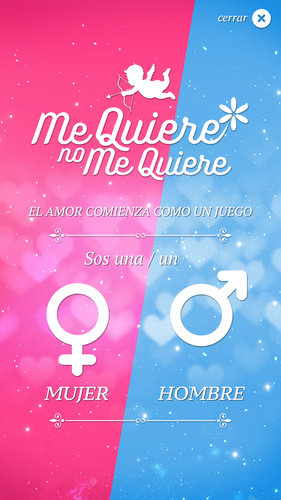 cerrar
Me Quiere
no Me Quiere
EL AMOR COMIENZA COMO UN JUEGO
Sos una / un
MUJER HOMBRE